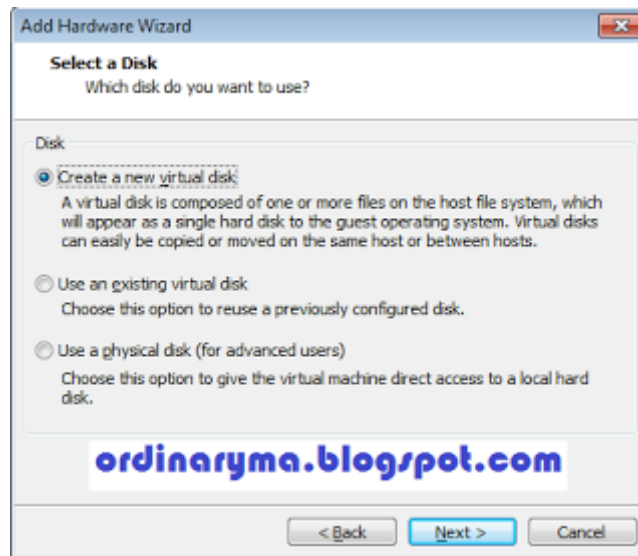 Add Hardware Wizard
Select a Disk
Which disk do you want to use?
Disk
Create a new virtual disk
A virtual disk is composed of one or more files on the host file system, which
will appear as a single hard disk to the guest operating system. Virtual disks
can easily be copied or moved on the same host or between hosts.
Use an existing virtual disk
Choose this option to reuse a previously configured disk.
Use a physical disk (for advanced users)
Choose this option to give the virtual machine direct access to a local hard
disk.
ordinaryma.blogspot.com
< Back
Next >
Cancel